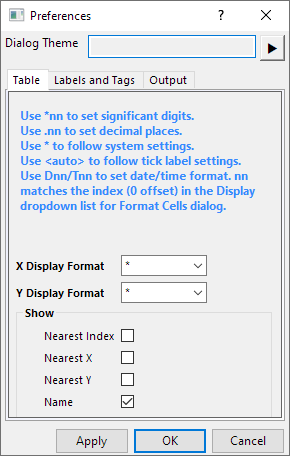 Preferences
Dialog Theme
Table Labels and Tags Output
Use *nn to set significant digits.
Use .nn to set decimal places.
Use * to follow system settings.
Use <auto> to follow tick label settings.
Use Dnn/Tnn to set date/time format. nn
matches the index (0 offset) in the Display
dropdown list for Format Cells dialog.
X Display Format *
Y Display Format *
Show
Nearest Index
Nearest X
Nearest Y
Name
Apply OK Cancel